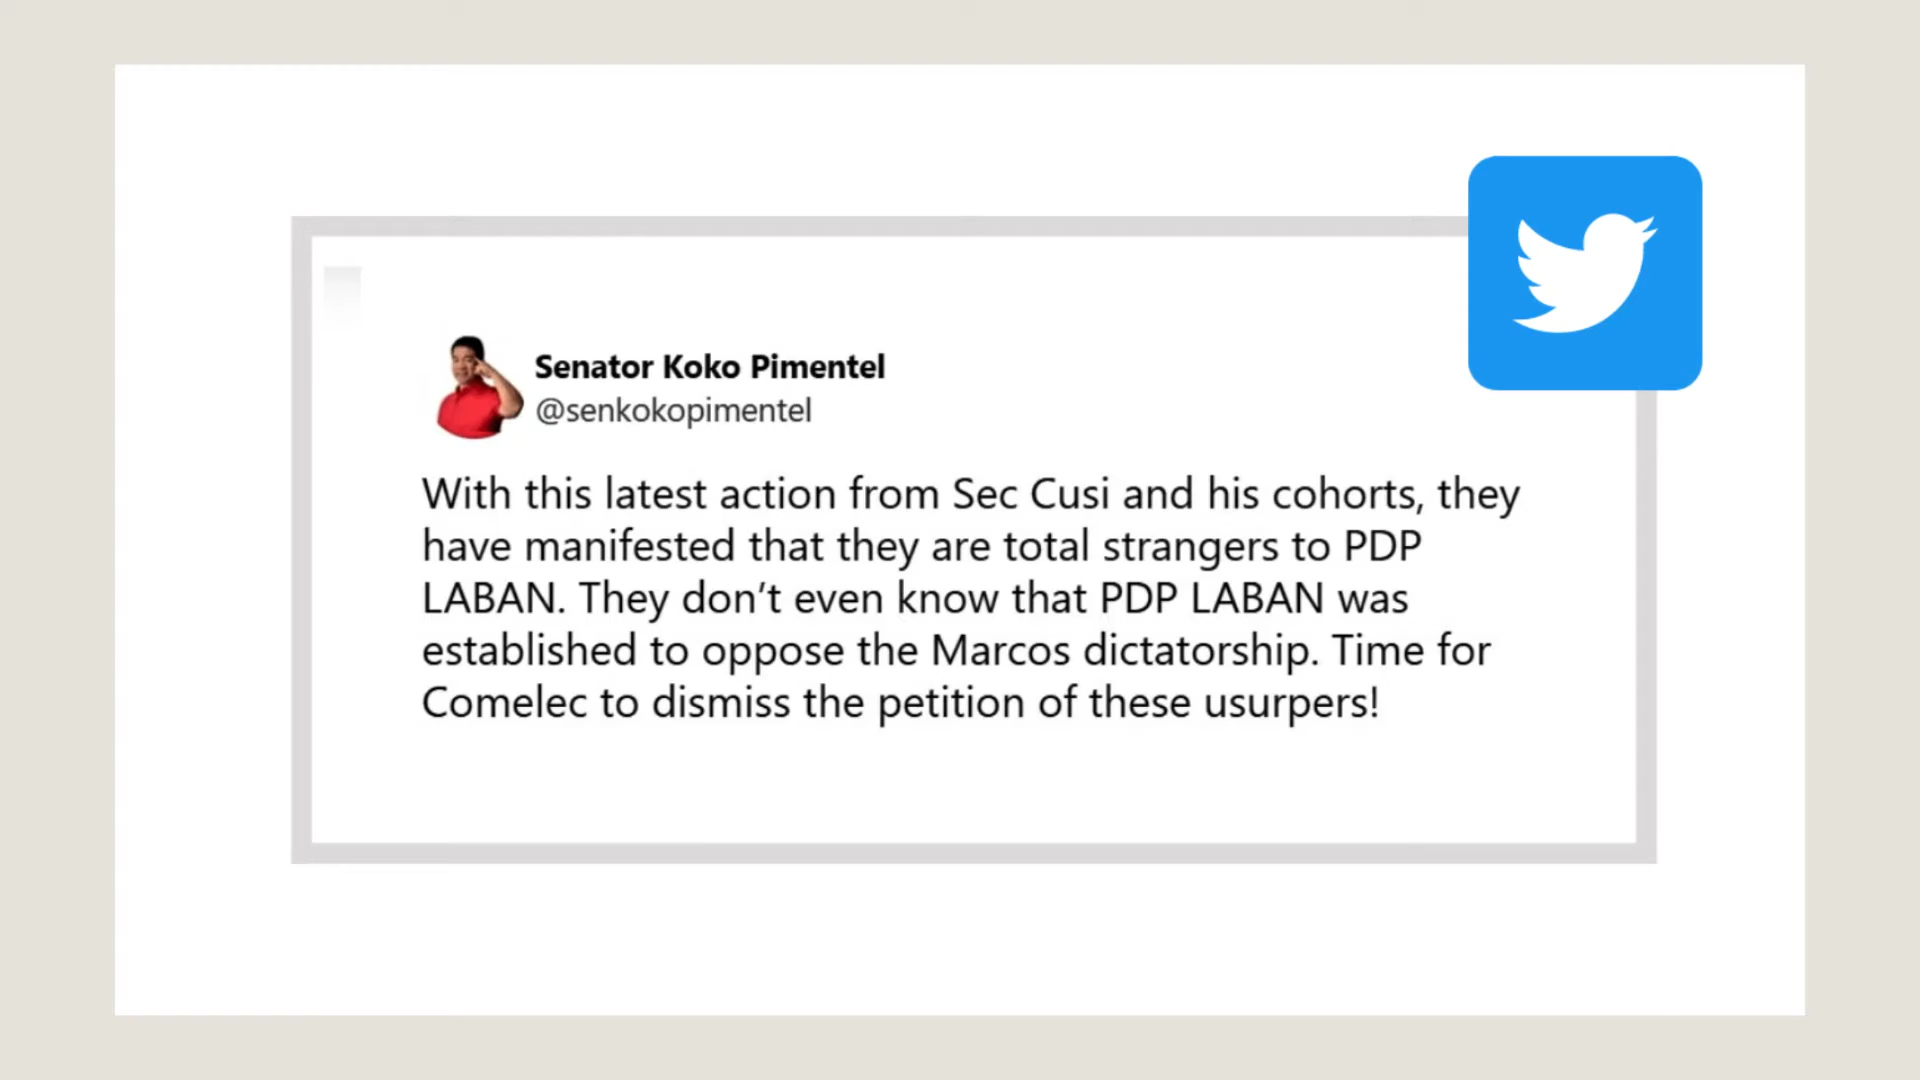 Senator Koko Pimentel
@senkokopimentel
With this latest action from Sec Cusi and his cohorts, they
have manifested that they are total strangers to PDP
LABAN. They don’t even know that PDP LABAN was
established to oppose the Marcos dictatorship. Time for
Comelec to dismiss the petition of these usurpers!